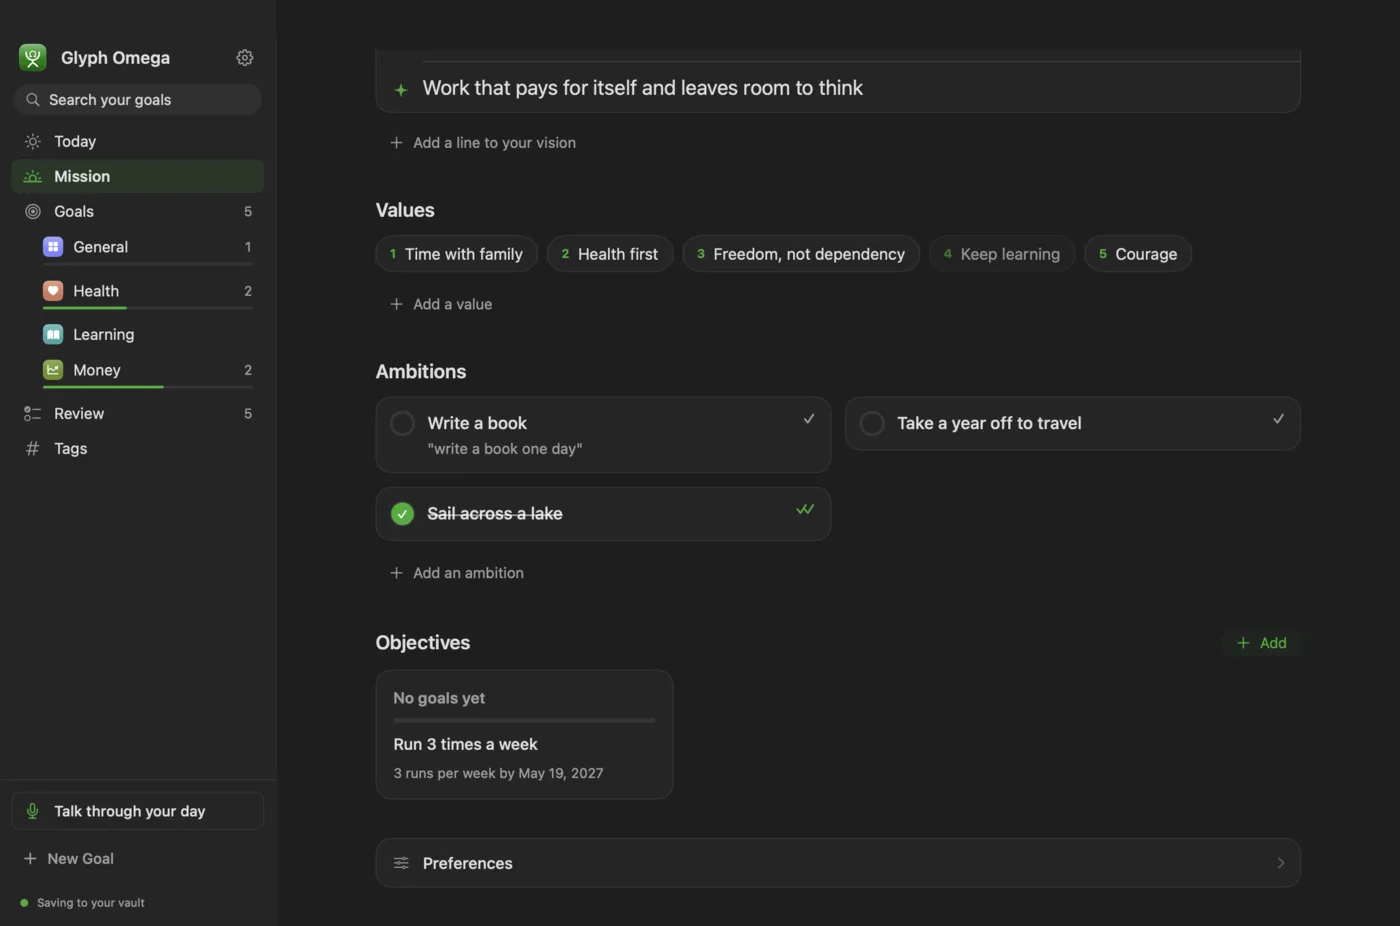 Glyph Omega
Search your goals
Today
Mission
Goals 5
General 1
Health 2
Learning
Money 2
Review 5
# Tags
Talk through your day
+ New Goal
Saving to your vault
Work that pays for itself and leaves room to think
+ Add a line to your vision
Values
1 Time with family 2 Health first 3 Freedom, not dependency 4 Keep learning 5 Courage
+ Add a value
Ambitions
Write a book
"write a book one day"
Take a year off to travel
Sail across a lake
+ Add an ambition
Objectives
+ Add
No goals yet
Run 3 times a week
3 runs per week by May 19, 2027
Preferences